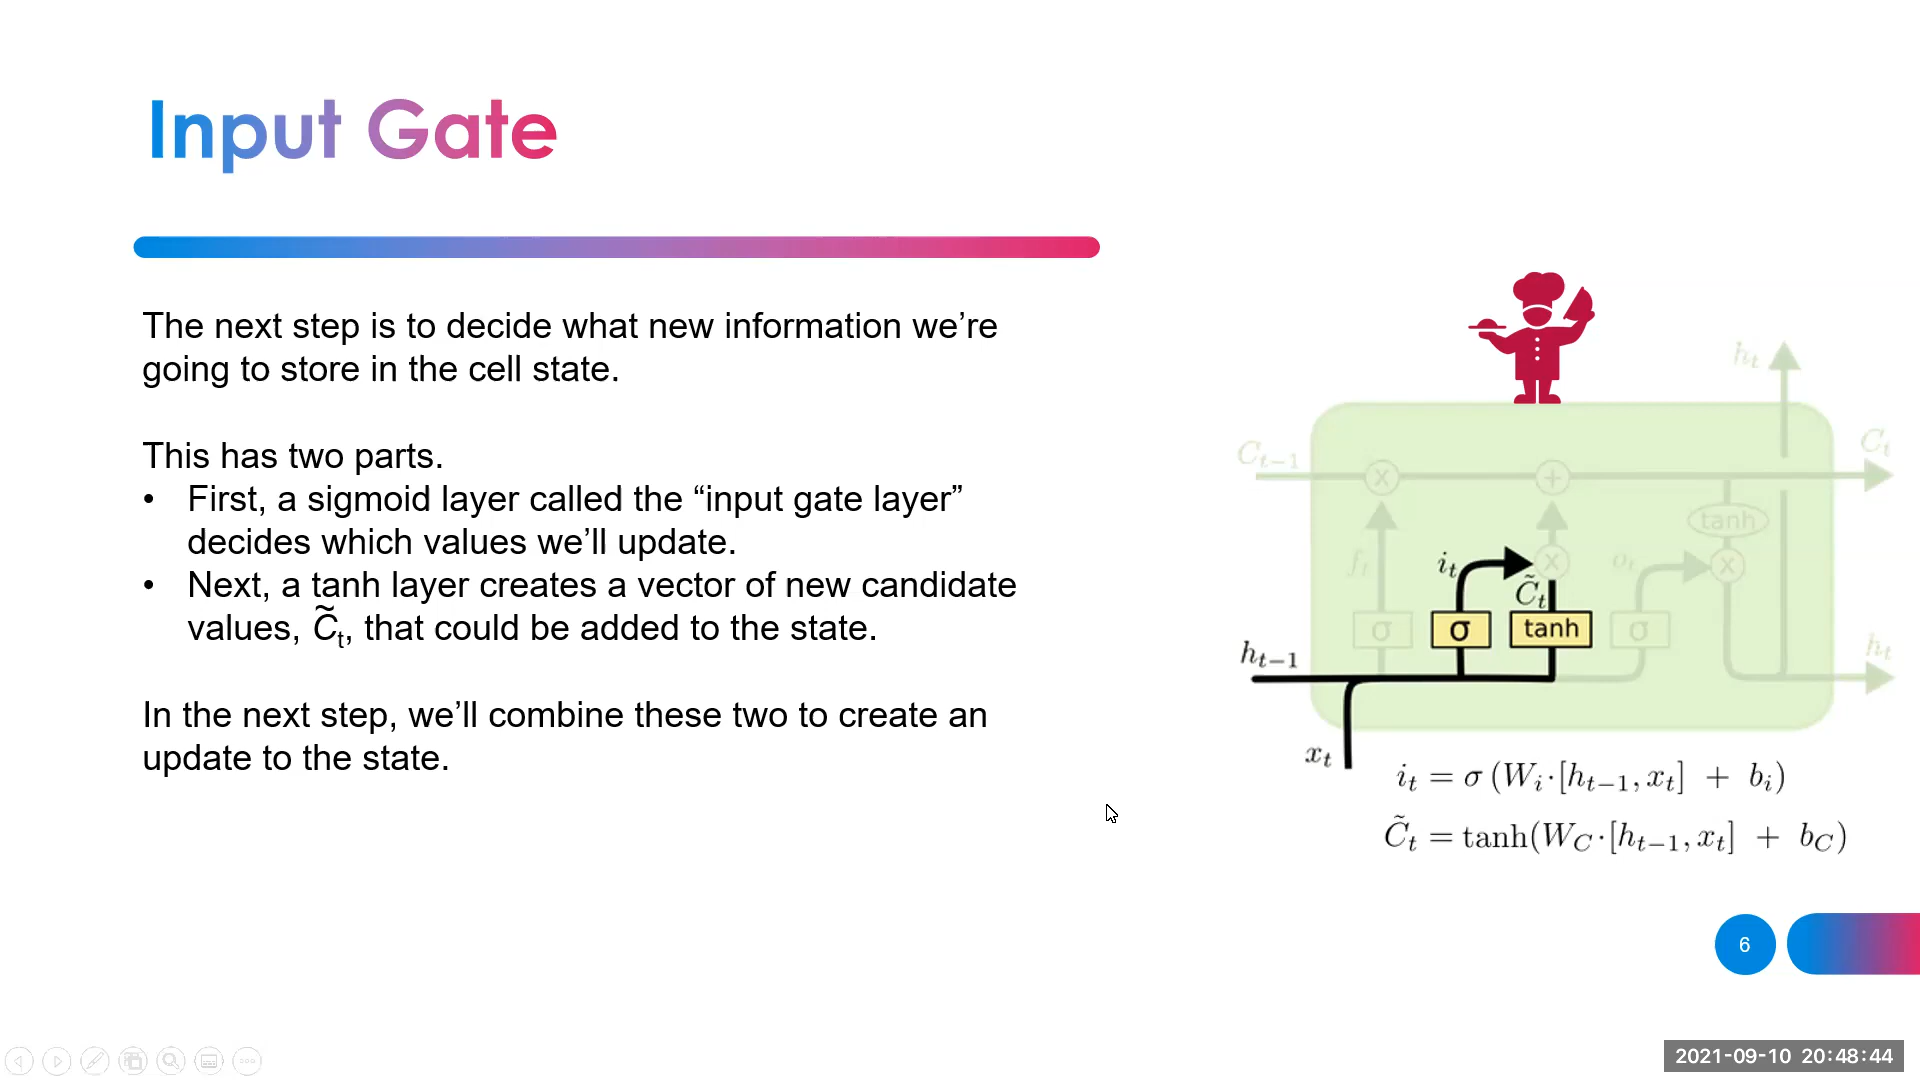 Input Gate
The next step is to decide what new information we’re
going to store in the cell state.
This has two parts.
• First, a sigmoid layer called the “input gate layer”
decides which values we’ll update.
• Next, a tanh layer creates a vector of new candidate
values, C̃ₜ, that could be added to the state.
In the next step, we’ll combine these two to create an
update to the state.
hₜ
Cₜ₋₁
Cₜ
x
+
tanh
fₜ
iₜ
x
oₜ
x
C̃ₜ
σ
σ
tanh
σ
hₜ₋₁
hₜ
xₜ
iₜ = σ (Wᵢ·[hₜ₋₁, xₜ] + bᵢ)
C̃ₜ = tanh(W_C·[hₜ₋₁, xₜ] + b_C)
6
2021-09-10 20:48:44